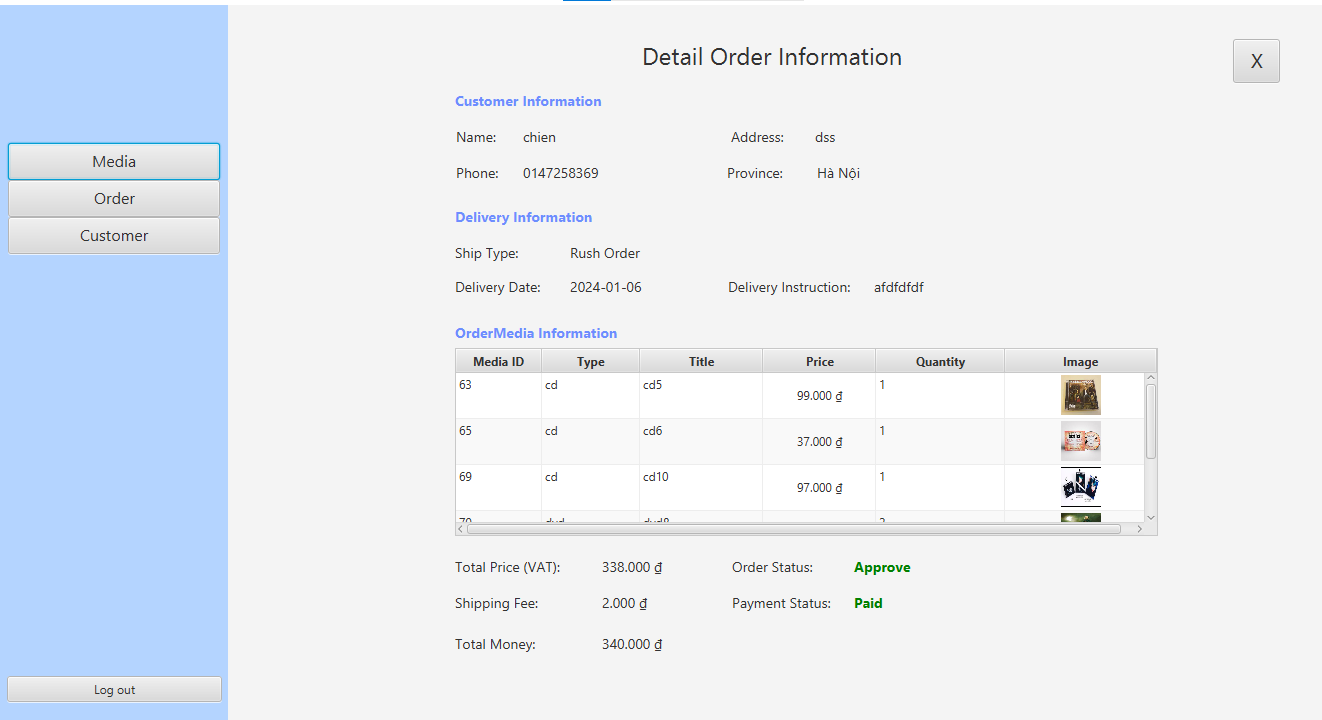 Detail Order Information
X
Media
Order
Customer
Log out
Customer Information
Name: chien Address: dss
Phone: 0147258369 Province: Hà Nội
Delivery Information
Ship Type: Rush Order
Delivery Date: 2024-01-06 Delivery Instruction: afdfdfdf
OrderMedia Information
Media ID Type Title Price Quantity Image
63 cd cd5 99.000 ₫ 1
65 cd cd6 37.000 ₫ 1
69 cd cd10 97.000 ₫ 1
Total Price (VAT): 338.000 ₫ Order Status: Approve
Shipping Fee: 2.000 ₫ Payment Status: Paid
Total Money: 340.000 ₫